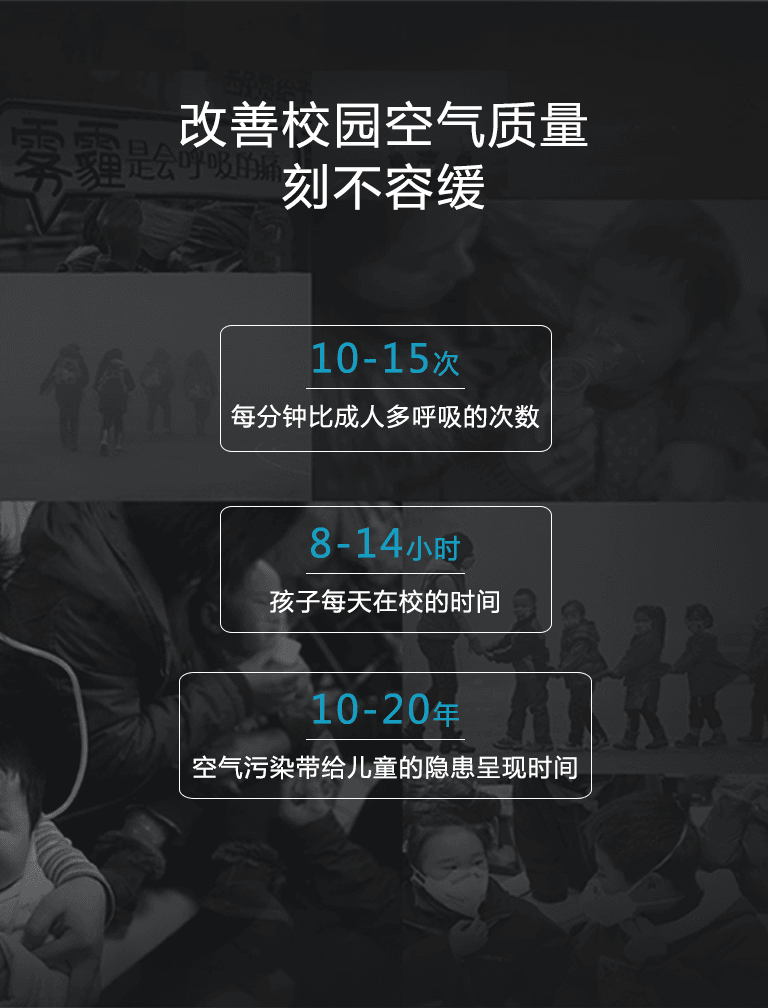 改善校园空气质量
刻不容缓
雾霾是会呼吸的痛
10-15次
每分钟比成人多呼吸的次数
8-14小时
孩子每天在校的时间
10-20年
空气污染带给儿童的隐患呈现时间